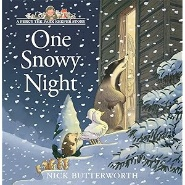 A PERCY THE PARK KEEPER STORY
One
Snowy
Night
NICK BUTTERWORTH